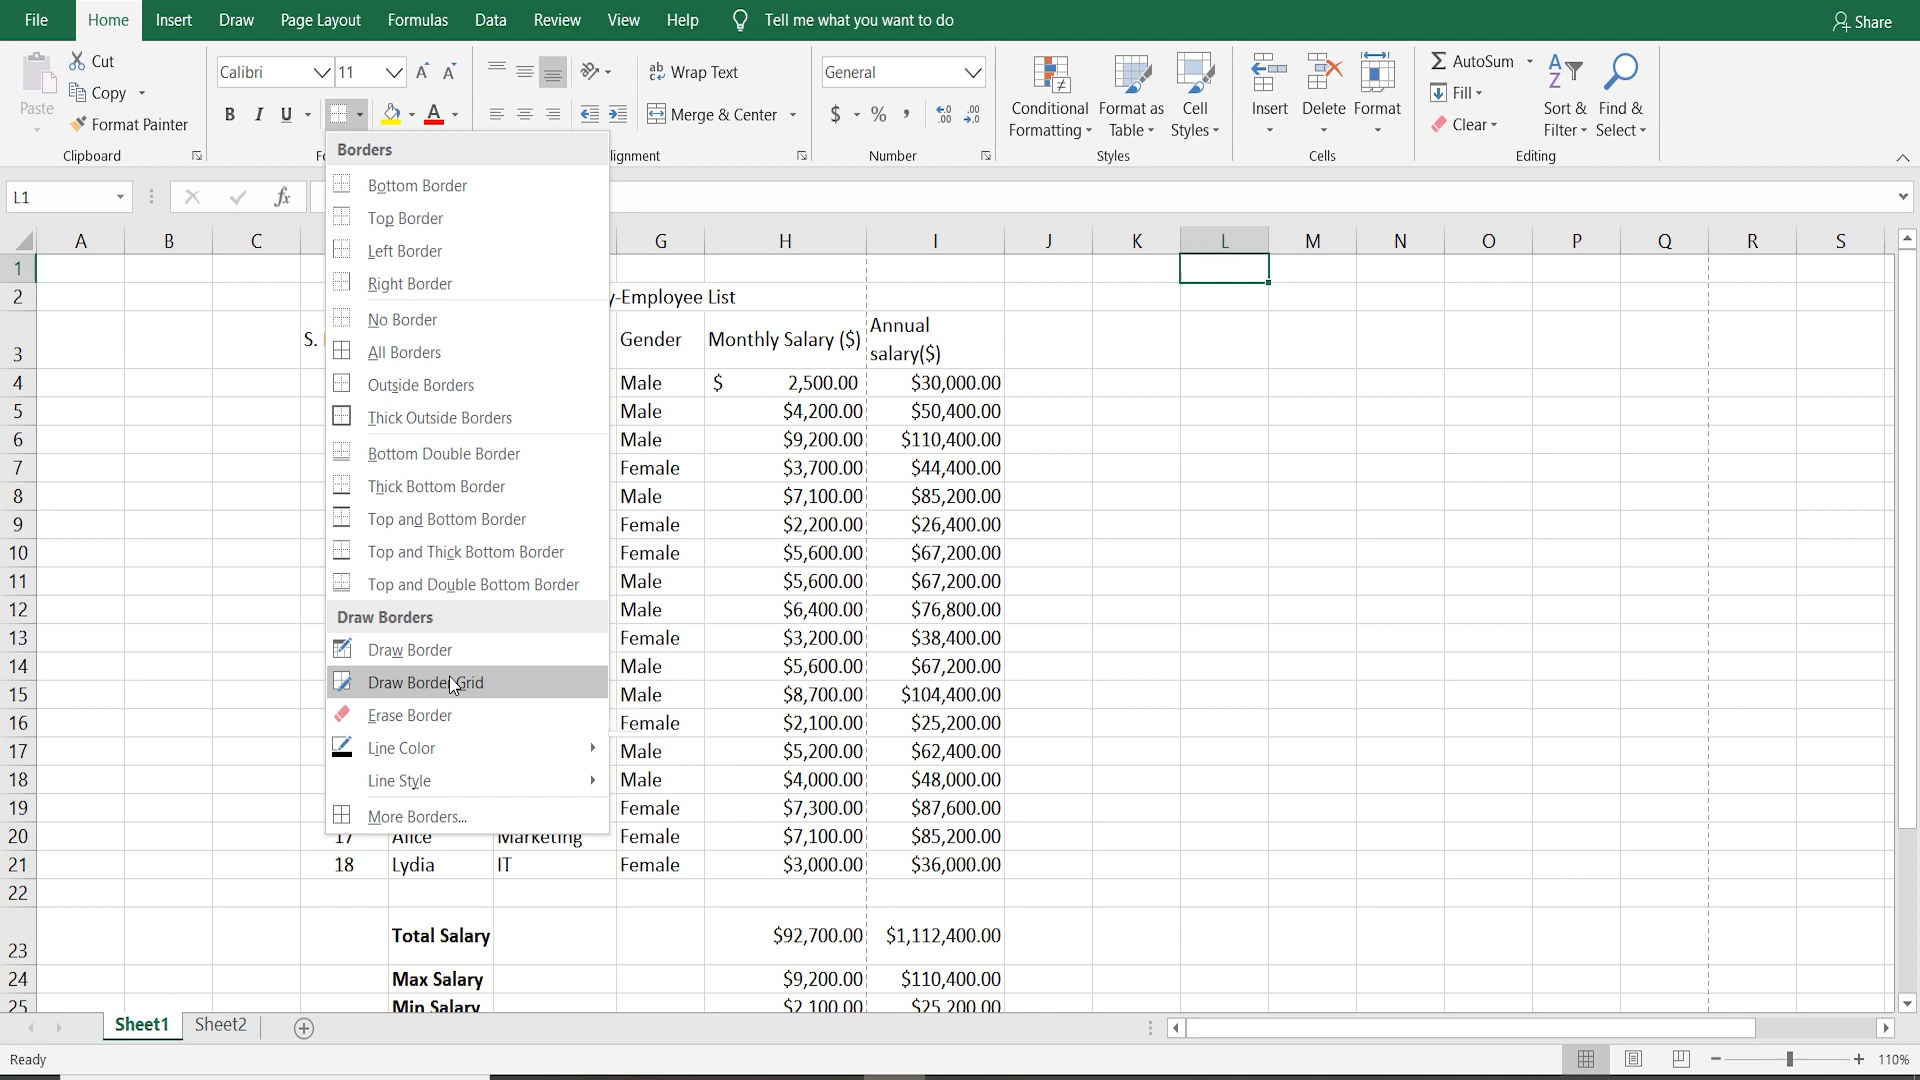 File Home Insert Draw Page Layout Formulas Data Review View Help Tell me what you want to do Share
Paste Cut Copy Format Painter Clipboard
Calibri 11 A A
B I U A
ab Wrap Text
Merge & Center
lignment
General
$ % , .00 .00
Number
Conditional Formatting Format as Table Cell Styles
Styles
Insert Delete Format
Cells
AutoSum Fill Clear Sort & Filter Find & Select
Editing
L1 fx
A B C G H I J K L M N O P Q R S
Borders
Bottom Border
Top Border
Left Border
Right Border
No Border
All Borders
Outside Borders
Thick Outside Borders
Bottom Double Border
Thick Bottom Border
Top and Bottom Border
Top and Thick Bottom Border
Top and Double Bottom Border
Draw Borders
Draw Border
Draw Border Grid
Erase Border
Line Color
Line Style
More Borders...
1
2 y-Employee List
3 S. Gender Monthly Salary ($) Annual salary($)
4 Male $ 2,500.00 $30,000.00
5 Male $4,200.00 $50,400.00
6 Male $9,200.00 $110,400.00
7 Female $3,700.00 $44,400.00
8 Male $7,100.00 $85,200.00
9 Female $2,200.00 $26,400.00
10 Female $5,600.00 $67,200.00
11 Male $5,600.00 $67,200.00
12 Male $6,400.00 $76,800.00
13 Female $3,200.00 $38,400.00
14 Male $5,600.00 $67,200.00
15 Male $8,700.00 $104,400.00
16 Female $2,100.00 $25,200.00
17 Male $5,200.00 $62,400.00
18 Male $4,000.00 $48,000.00
19 Female $7,300.00 $87,600.00
20 17 Alice Marketing Female $7,100.00 $85,200.00
21 18 Lydia IT Female $3,000.00 $36,000.00
22
23 Total Salary $92,700.00 $1,112,400.00
24 Max Salary $9,200.00 $110,400.00
25 Min Salary $2,100.00 $25,200.00
Sheet1 Sheet2
Ready 110%